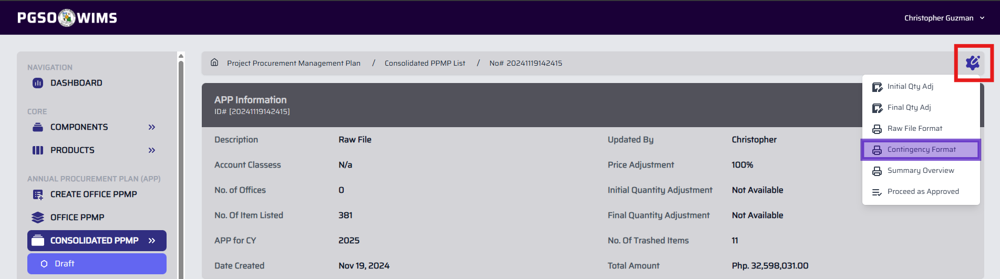 PGSO WIMS
Christopher Guzman
NAVIGATION
DASHBOARD
CORE
COMPONENTS
PRODUCTS
ANNUAL PROCUREMENT PLAN (APP)
CREATE OFFICE PPMP
OFFICE PPMP
CONSOLIDATED PPMP
Draft
Project Procurement Management Plan / Consolidated PPMP List / No# 20241119142415
Initial Qty Adj
Final Qty Adj
Raw File Format
Contingency Format
Summary Overview
Proceed as Approved
APP Information
ID# [20241119142415]
Description Raw File
Account Classess N/a
No. of Offices 0
No. Of Item Listed 381
APP for CY 2025
Date Created Nov 19, 2024
Updated By Christopher
Price Adjustment 100%
Initial Quantity Adjustment Not Available
Final Quantity Adjustment Not Available
No. Of Trashed Items 11
Total Amount Php. 32,598,031.00